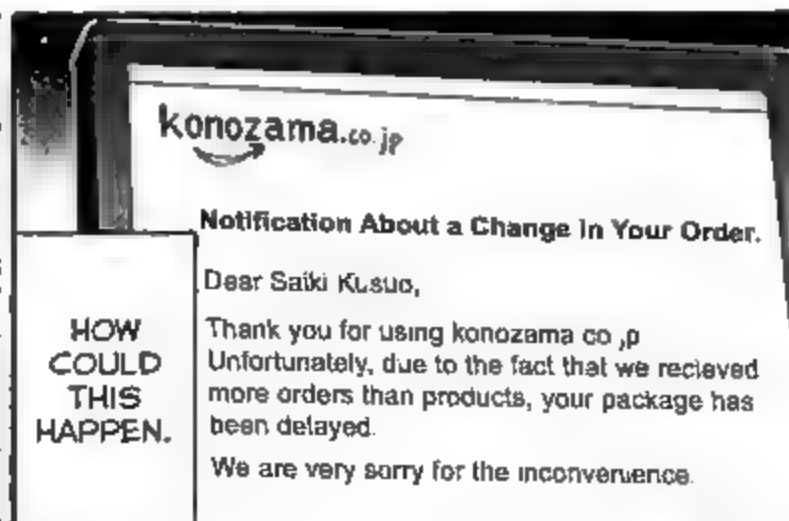 konozama.co.jp
Notification About a Change in Your Order.
Dear Saiki Kusuo,
HOW
COULD
THIS
HAPPEN.
Thank you for using konozama co ,p
Unfortunately, due to the fact that we recieved
more orders than products, your package has
been delayed.
We are very sorry for the inconvenience.